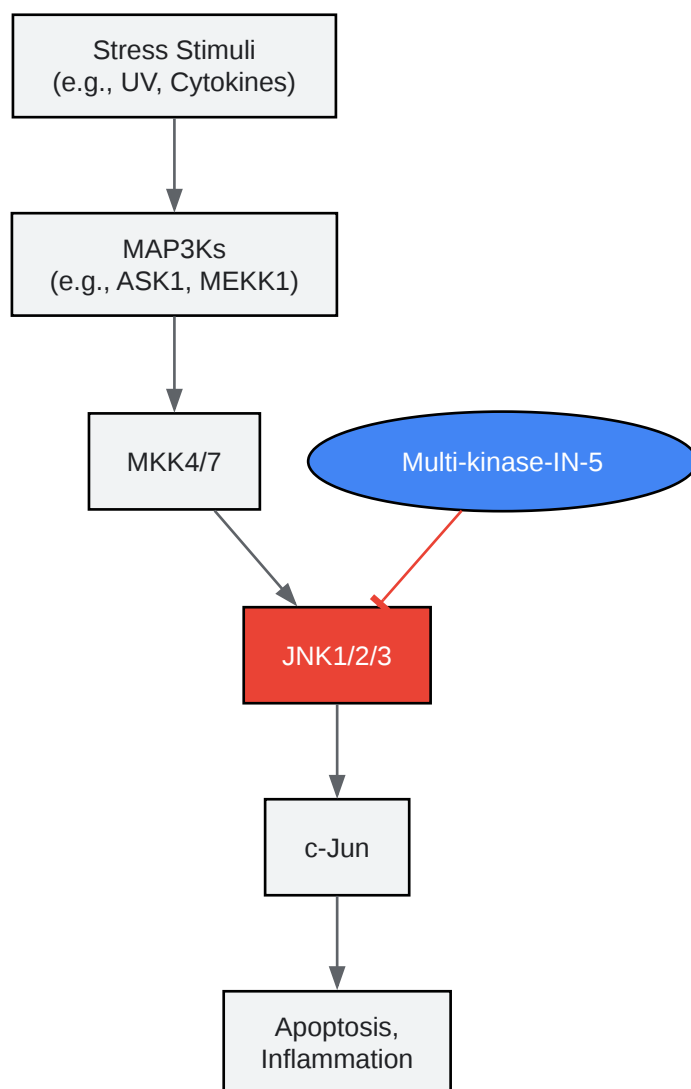 Stress Stimuli
(e.g., UV, Cytokines)
MAP3Ks
(e.g., ASK1, MEKK1)
MKK4/7
Multi-kinase-IN-5
JNK1/2/3
c-Jun
Apoptosis,
Inflammation